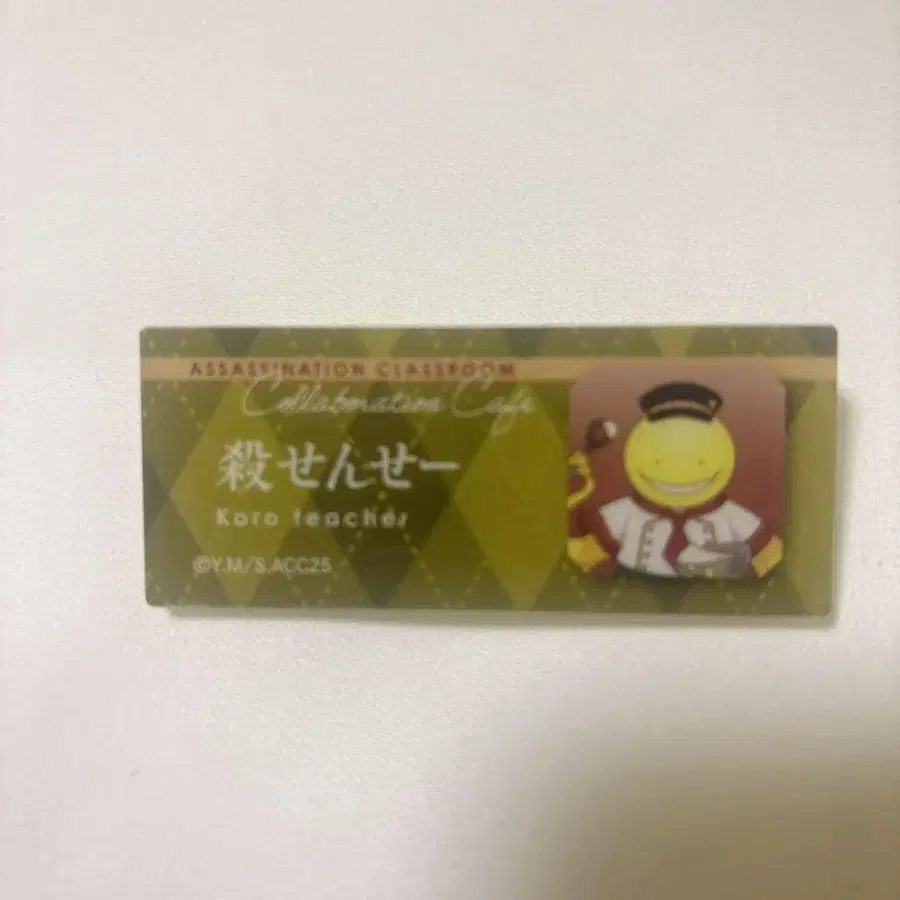 ASSASSINATION CLASSROOM
Collaboration Cafe
殺せんせー
Koro teacher
©Y.M/S.ACC25